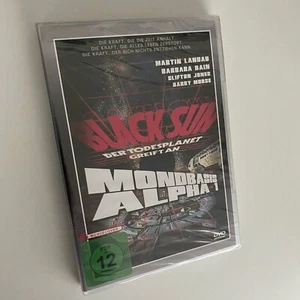 DIE KRAFT, DIE DIE ZEIT ANHÄLT
DIE KRAFT, DIE ALLES LEBEN ZERSTÖRT
DIE KRAFT, DER SICH NICHTS ENTZIEHEN KANN
MARTIN LANDAU
BARBARA BAIN
CLIFTON JONES
BARRY MORSE
BLACK SUN
DER TODESPLANET
GREIFT AN
MONDBASIS
ALPHA 1
12
DVD